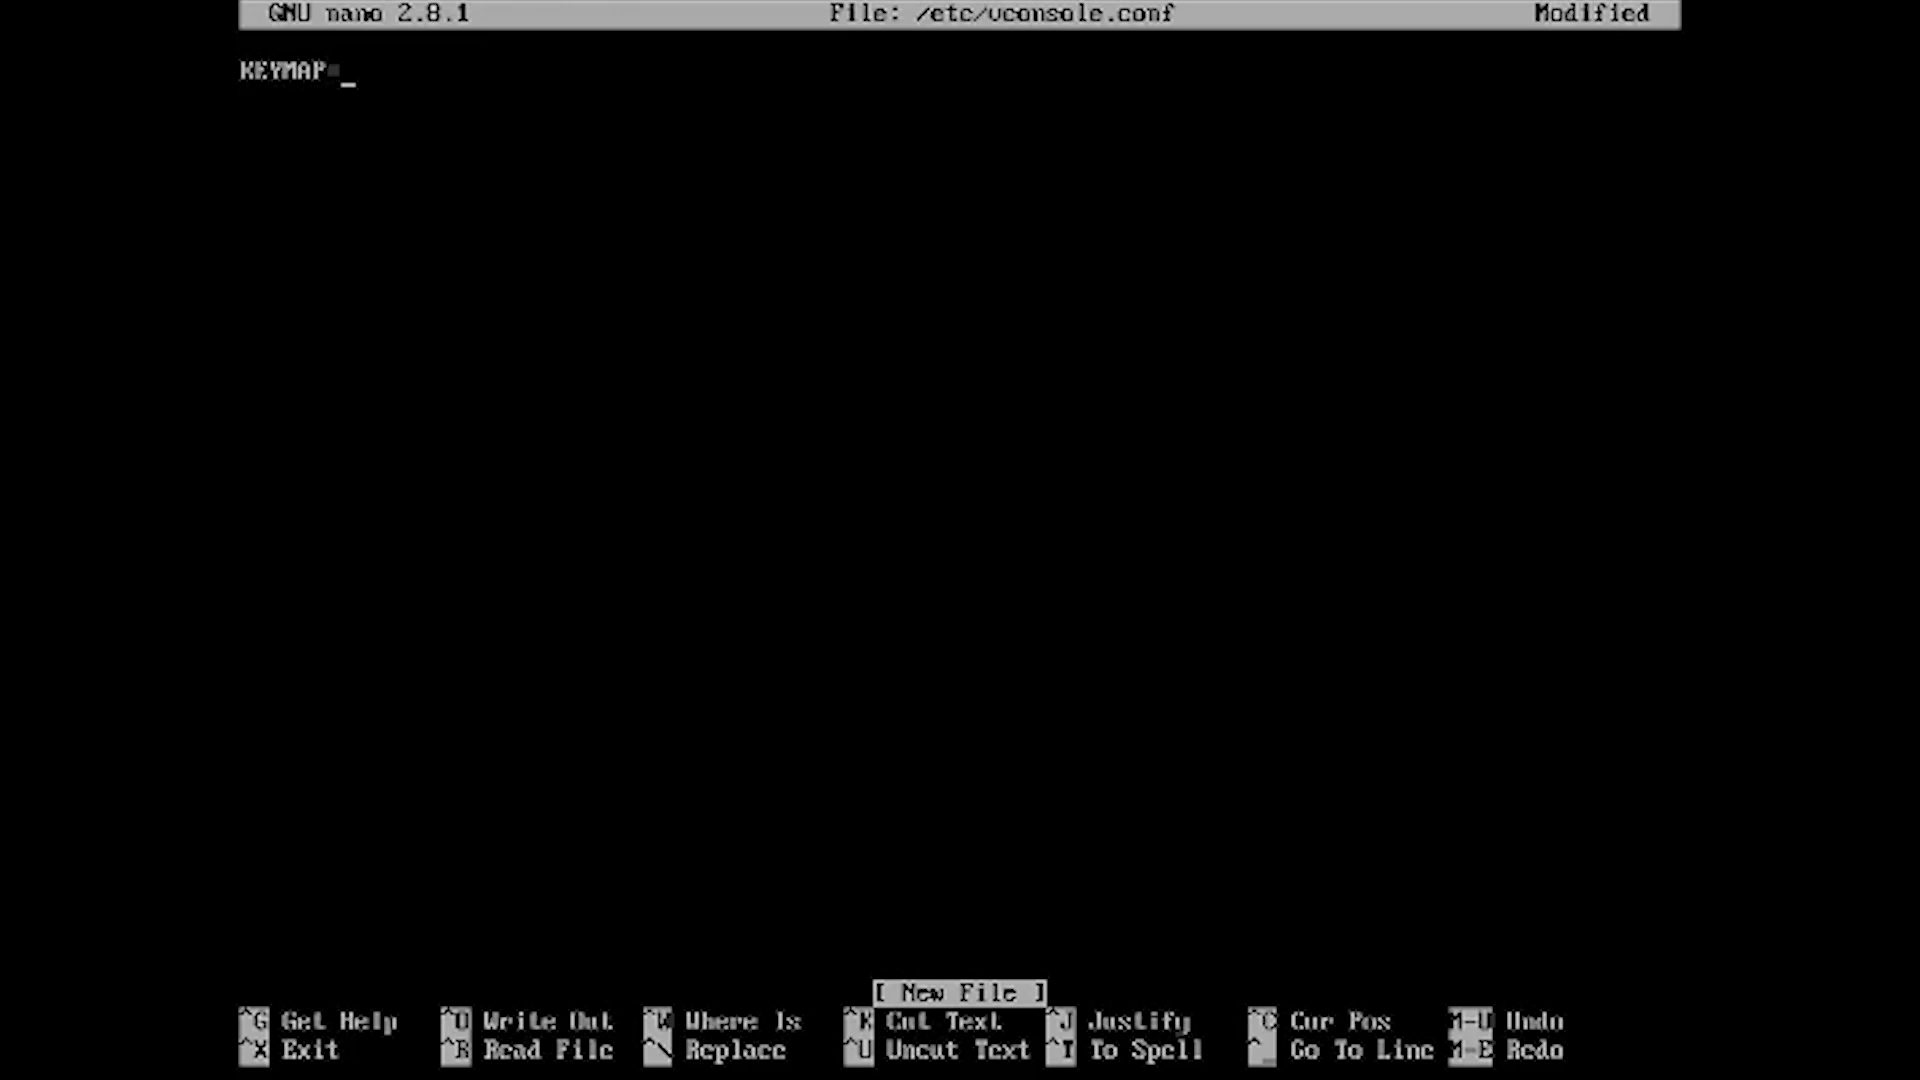 GNU nano 2.8.1 File: /etc/vconsole.conf Modified
KEYMAP=_
[ New File ]
^G Get Help ^O Write Out ^W Where Is ^K Cut Text ^J Justify ^C Cur Pos M-U Undo
^X Exit ^R Read File ^\ Replace ^U Uncut Text ^T To Spell ^_ Go To Line M-E Redo